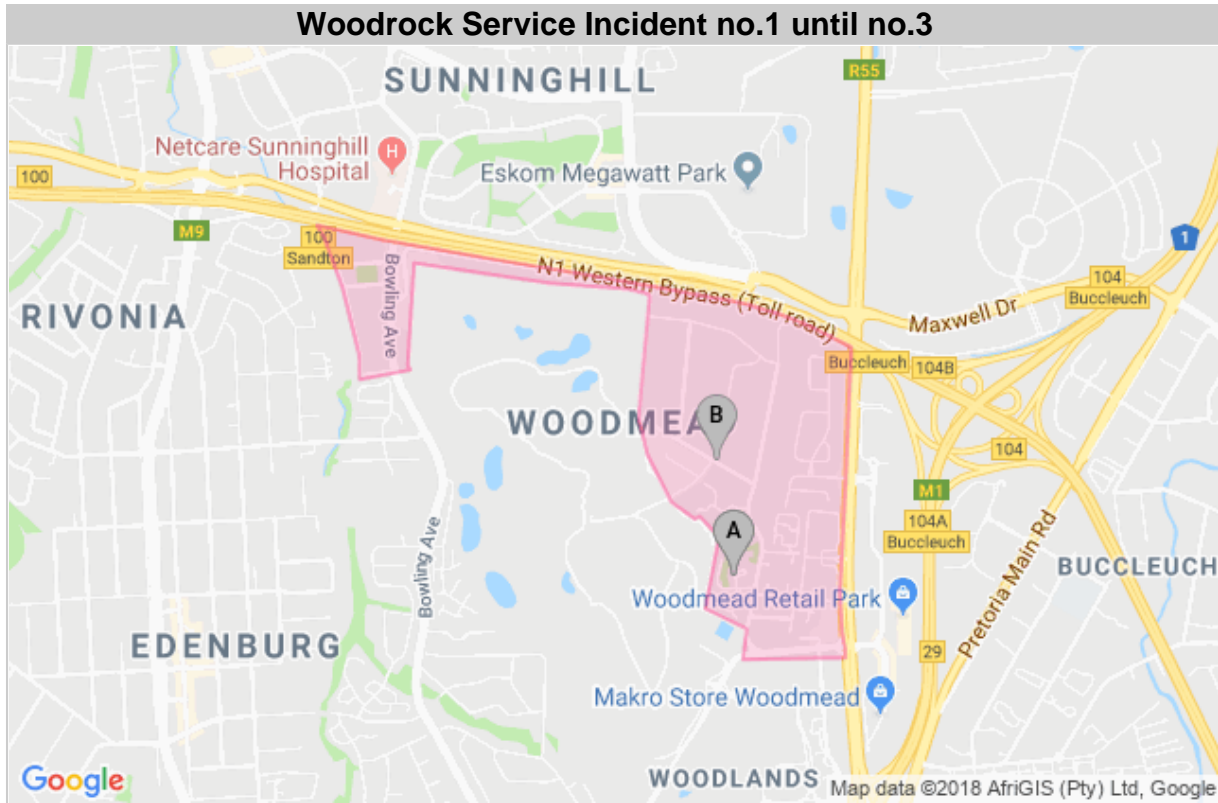 Woodrock Service Incident no.1 until no.3
SUNNINGHILL
R55
Netcare Sunninghill
Hospital
H
Eskom Megawatt Park
100
M9
100
Sandton
1
104
Buccleuch
N1 Western Bypass (Toll road)
Maxwell Dr
RIVONIA
Bowling Ave
Buccleuch
104B
B
WOODMEA
104
M1
104A
Buccleuch
A
Bowling Ave
Pretoria Main Rd
BUCCLEUCH
Woodmead Retail Park
EDENBURG
29
Makro Store Woodmead
WOODLANDS
Google
Map data ©2018 AfriGIS (Pty) Ltd, Google